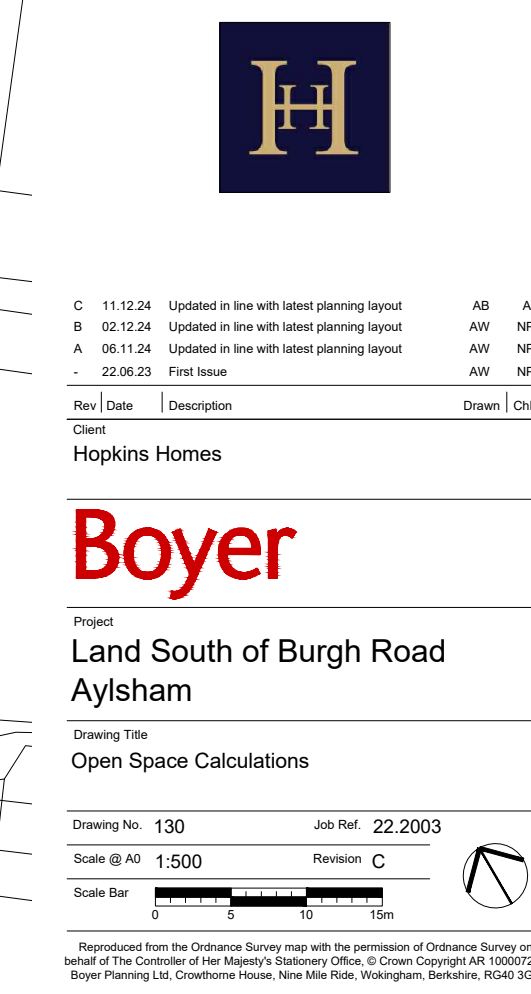 H
H
C 11.12.24 Updated in line with latest planning layout AB
B 02.12.24 Updated in line with latest planning layout AW
A 06.11.24 Updated in line with latest planning layout AW
- 22.06.23 First Issue AW
Rev Date Description Drawn
Client
Hopkins Homes
Boyer
Project
Land South of Burgh Road
Aylsham
Drawing Title
Open Space Calculations
Drawing No. 130 Job Ref. 22.2003
Scale @ A0 1:500 Revision C
Scale Bar
0 5 10 15m
Reproduced from the Ordnance Survey map with the permission of Ordnance Survey on
behalf of The Controller of Her Majesty's Stationery Office, © Crown Copyright AR
Boyer Planning Ltd, Crowthorne House, Nine Mile Ride, Wokingham, Berkshire, RG40